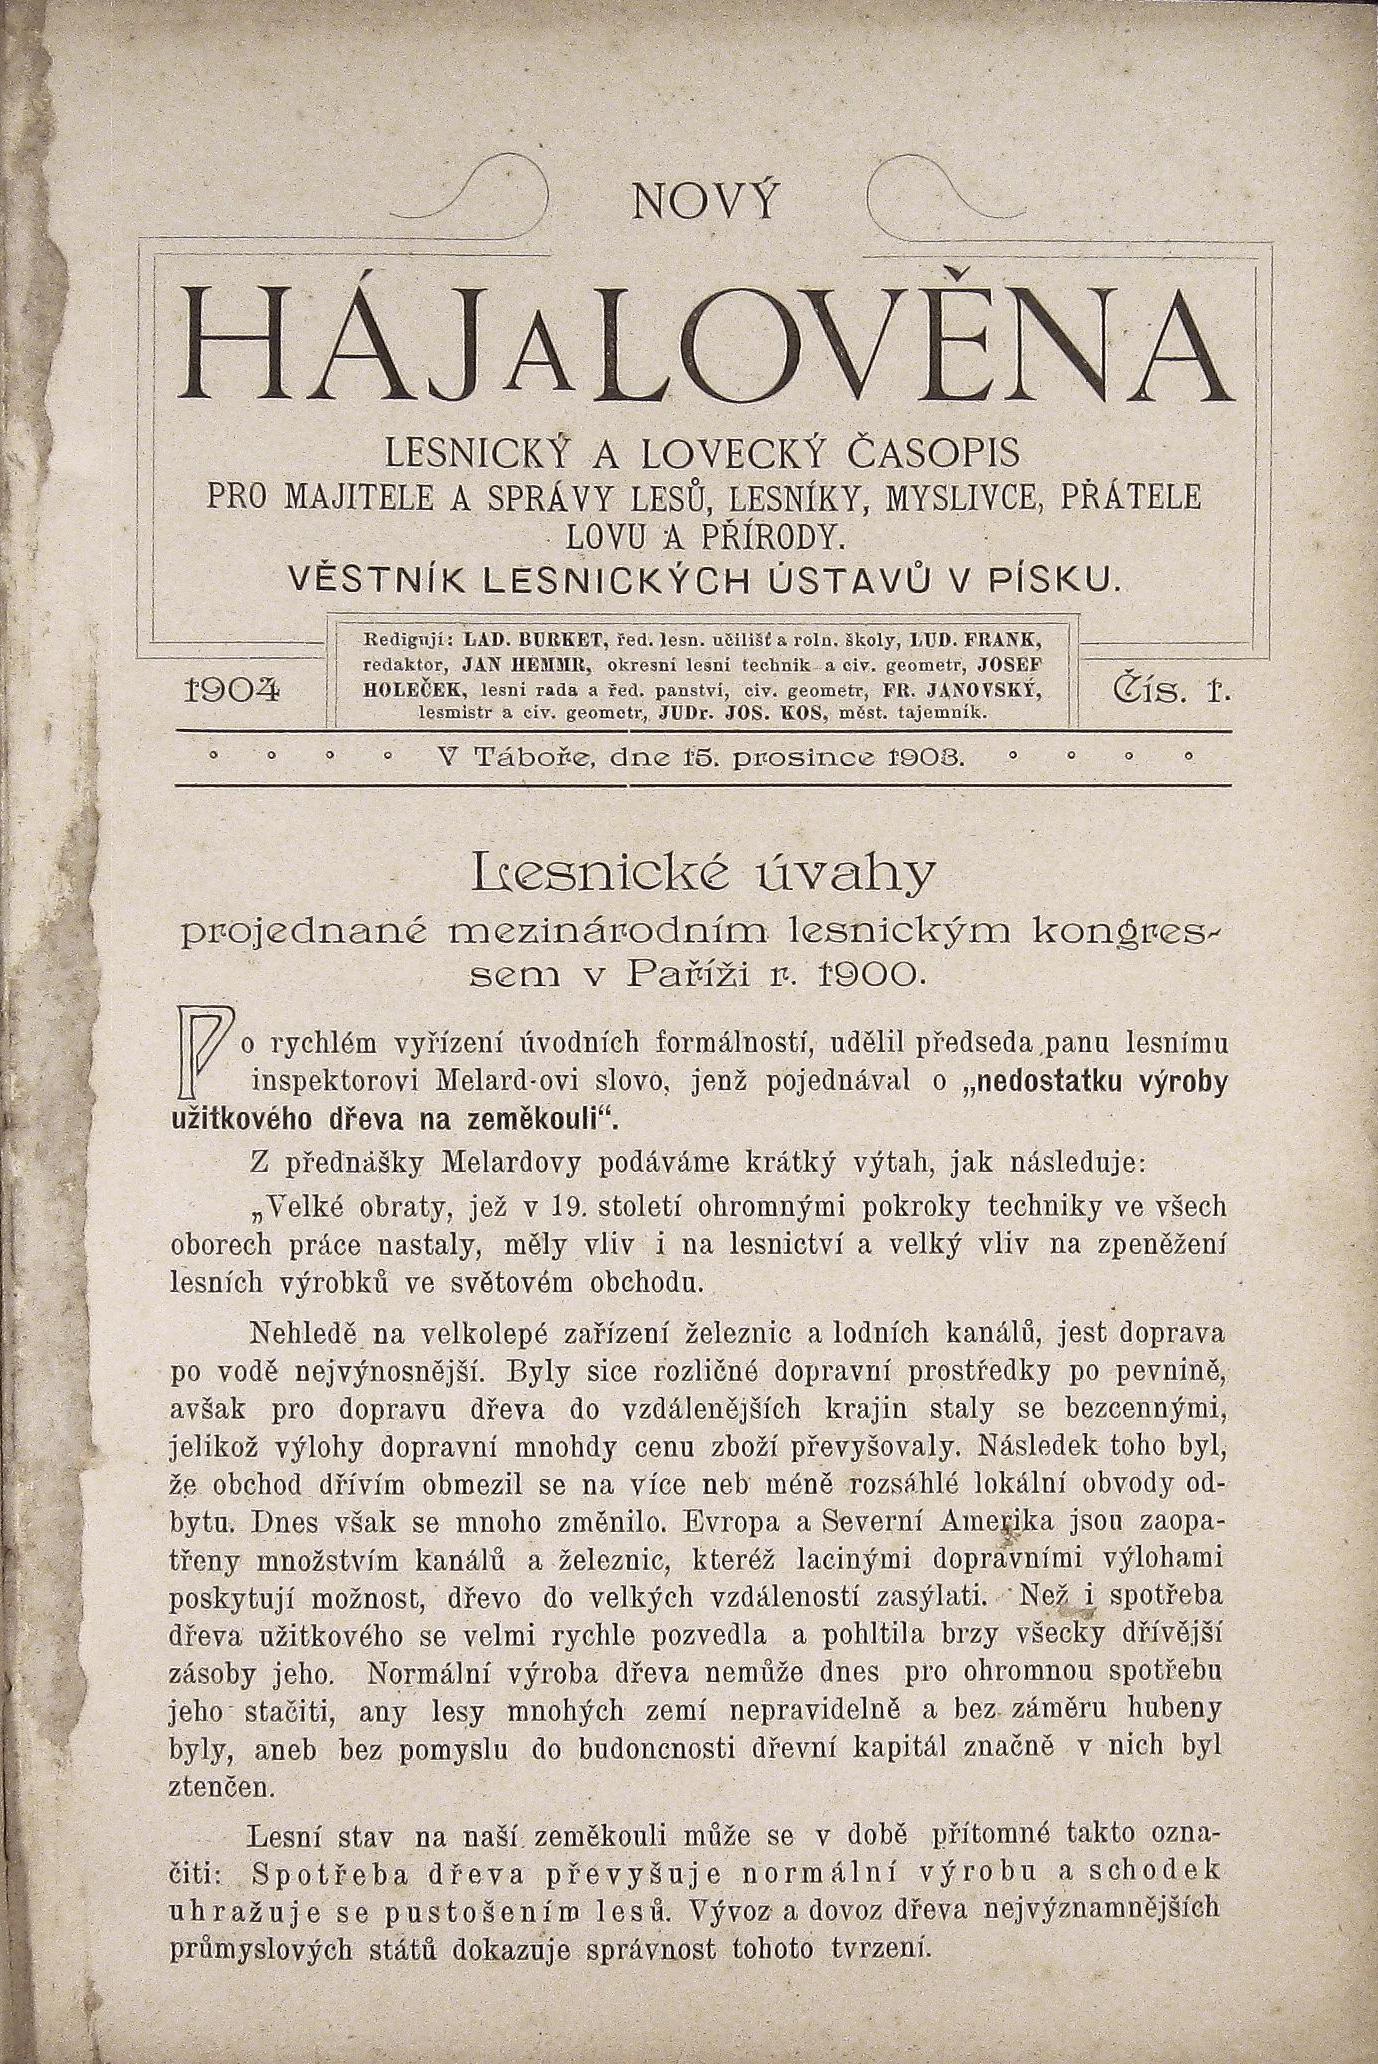 NOVÝ
HÁJ A LOVĚNA
LESNICKÝ A LOVECKÝ ČASOPIS
PRO MAJITELE A SPRÁVY LESŮ, LESNÍKY, MYSLIVCE, PŘÁTELE
LOVU A PŘÍRODY.
VĚSTNÍK LESNICKÝCH ÚSTAVŮ V PÍSKU.
Redigují: LAD. BURKET, řed. lesn. učilišť a roln. školy, LUD. FRANK,
redaktor, JAN HEMMR, okresní lesní technik a civ. geometr, JOSEF
HOLEČEK, lesní rada a řed. panství, civ. geometr, FR. JANOVSKÝ,
lesmistr a civ. geometr, JUDr. JOS. KOS, měst. tajemník.
1904
Čís. 1.
V Táboře, dne 15. prosince 1903.
Lesnické úvahy
projednané mezinárodním lesnickým kongres-
sem v Paříži r. 1900.
Po rychlém vyřízení úvodních formálností, udělil předseda panu lesnímu
inspektorovi Melard-ovi slovo, jenž pojednával o „nedostatku výroby
užitkového dřeva na zeměkouli“.
Z přednášky Melardovy podáváme krátký výtah, jak následuje:
„Velké obraty, jež v 19. století ohromnými pokroky techniky ve všech
oborech práce nastaly, měly vliv i na lesnictví a velký vliv na zpeněžení
lesních výrobků ve světovém obchodu.
Nehledě na velkolepé zařízení železnic a lodních kanálů, jest doprava
po vodě nejvýnosnější. Byly sice rozličné dopravní prostředky po pevnině,
avšak pro dopravu dřeva do vzdálenějších krajin staly se bezcennými,
jelikož výlohy dopravní mnohdy cenu zboží převyšovaly. Následek toho byl,
že obchod dřívím obmezil se na více neb méně rozsáhlé lokální obvody od-
bytu. Dnes však se mnoho změnilo. Evropa a Severní Amerika jsou zaopa-
třeny množstvím kanálů a železnic, kteréž lacinými dopravními výlohami
poskytují možnost, dřevo do velkých vzdáleností zasýlati. Než i spotřeba
dřeva užitkového se velmi rychle pozvedla a pohltila brzy všecky dřívější
zásoby jeho. Normální výroba dřeva nemůže dnes pro ohromnou spotřebu
jeho stačiti, any lesy mnohých zemí nepravidelně a bez záměru hubeny
byly, aneb bez pomyslu do budoncnosti dřevní kapitál značně v nich byl
ztenčen.
Lesní stav na naší zeměkouli může se v době přítomné takto ozna-
čiti: Spotřeba dřeva převyšuje normální výrobu a schodek
uhražuje se pustošením lesů. Vývoz a dovoz dřeva nejvýznamnějších
průmyslových států dokazuje správnost tohoto tvrzení.